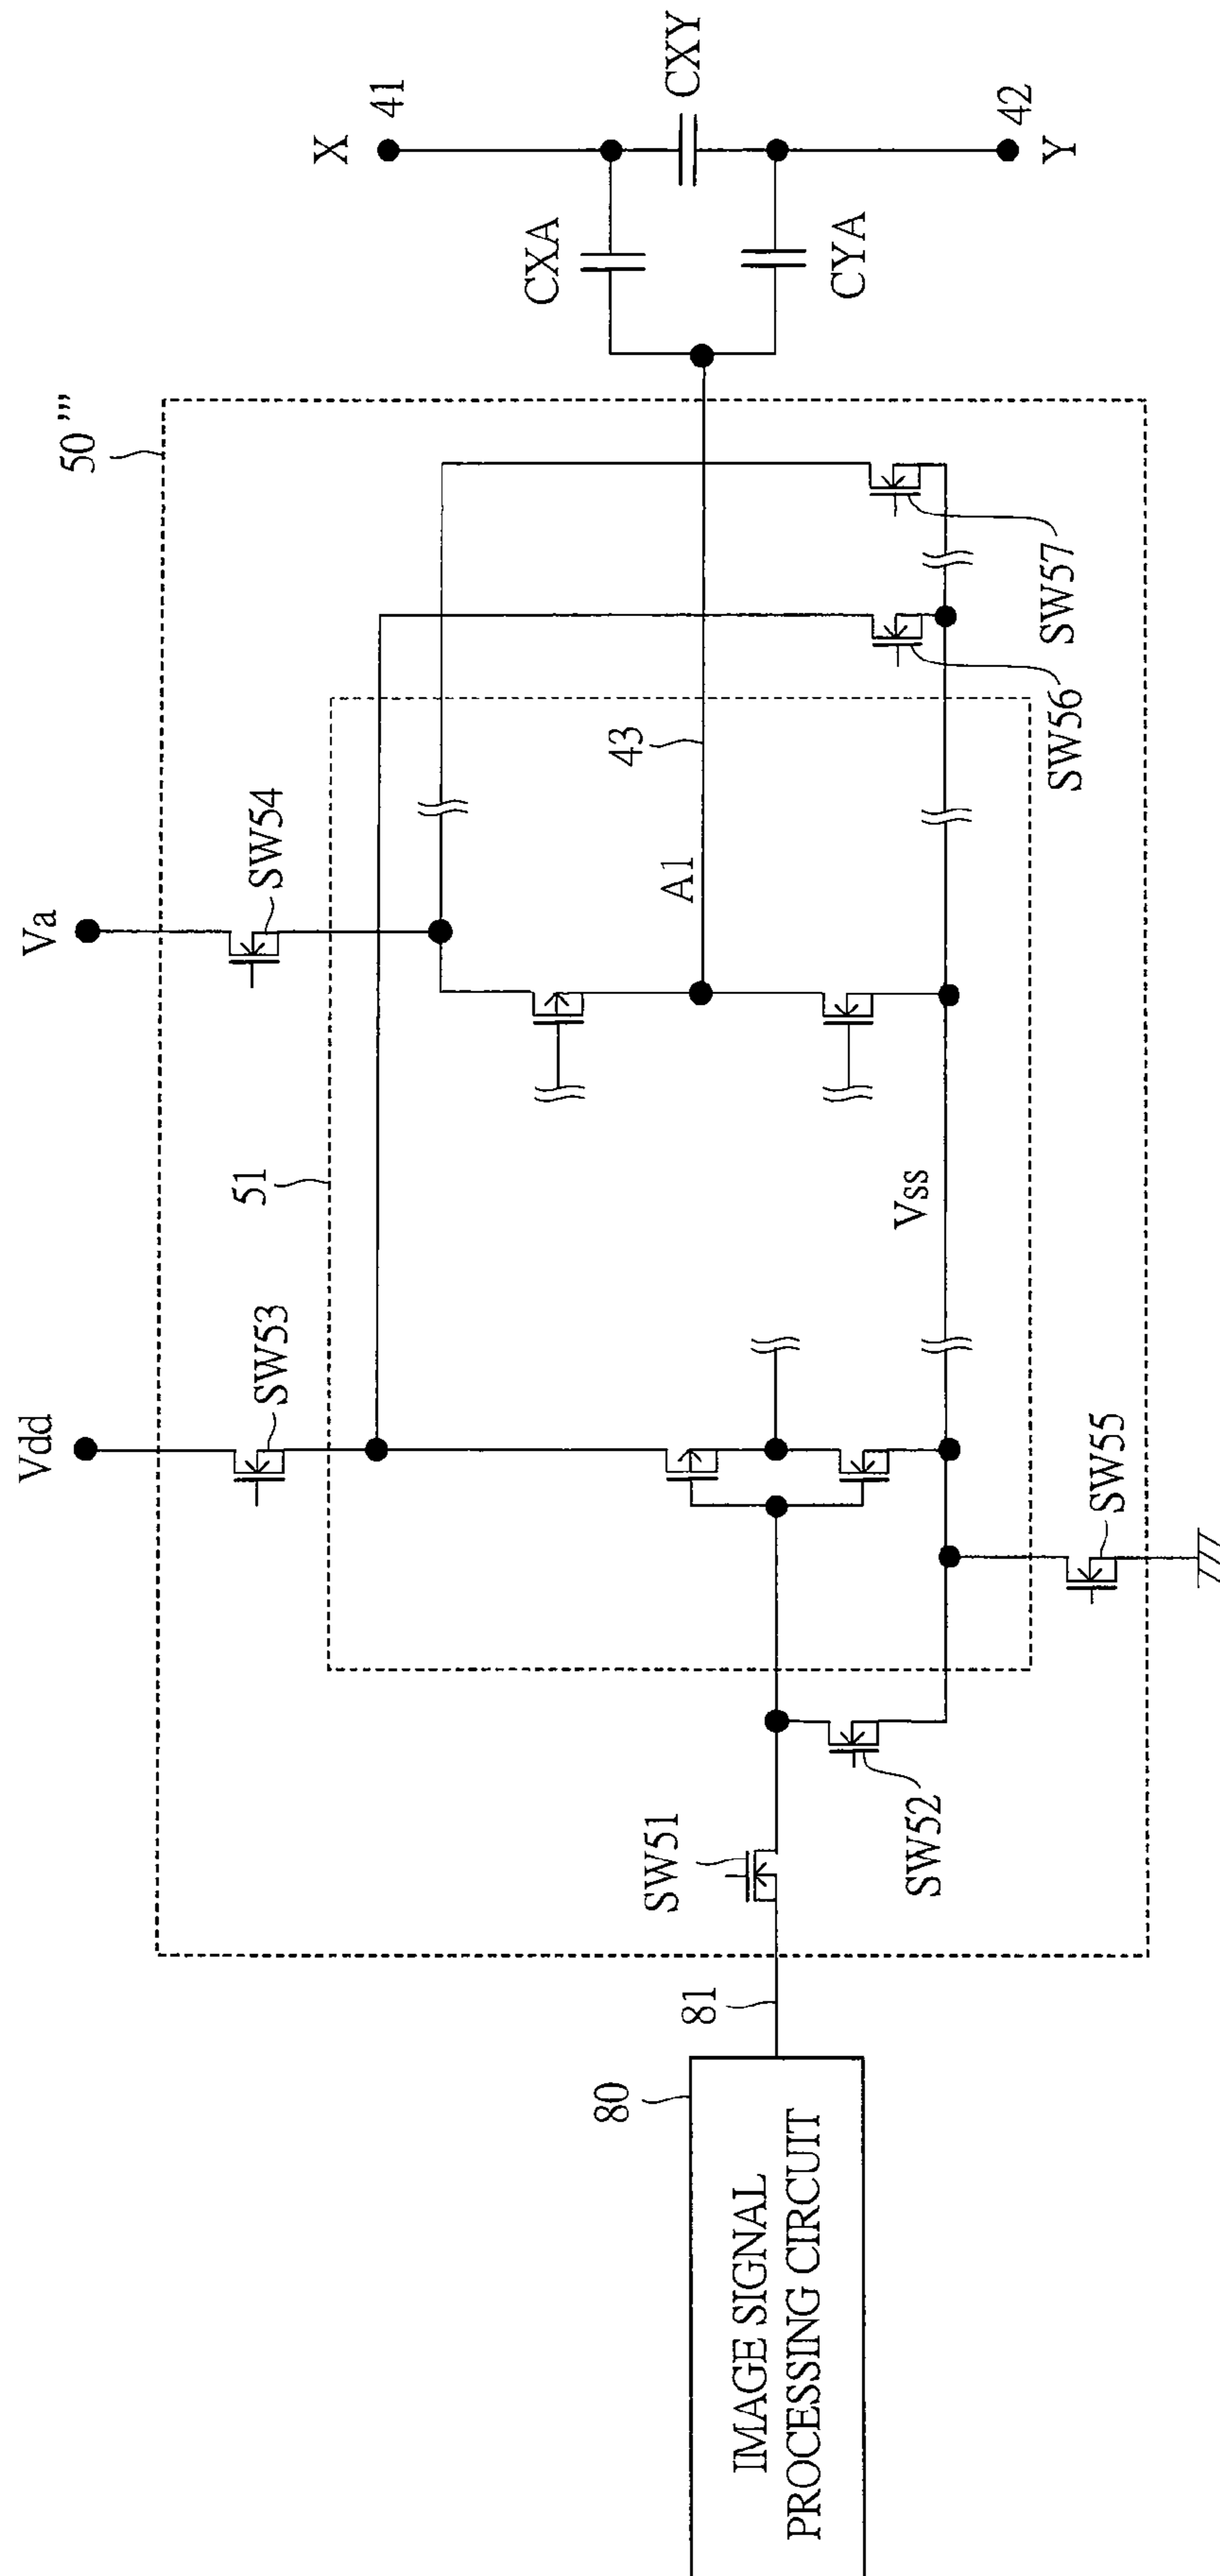 IMAGE SIGNAL
PROCESSING CIRCUIT
80
81
SW51
SW52
50'''
51
Vdd
SW53
Va
SW54
SW55
Vss
A1
43
SW56
SW57
CXA
CYA
CXY
X
41
42
Y